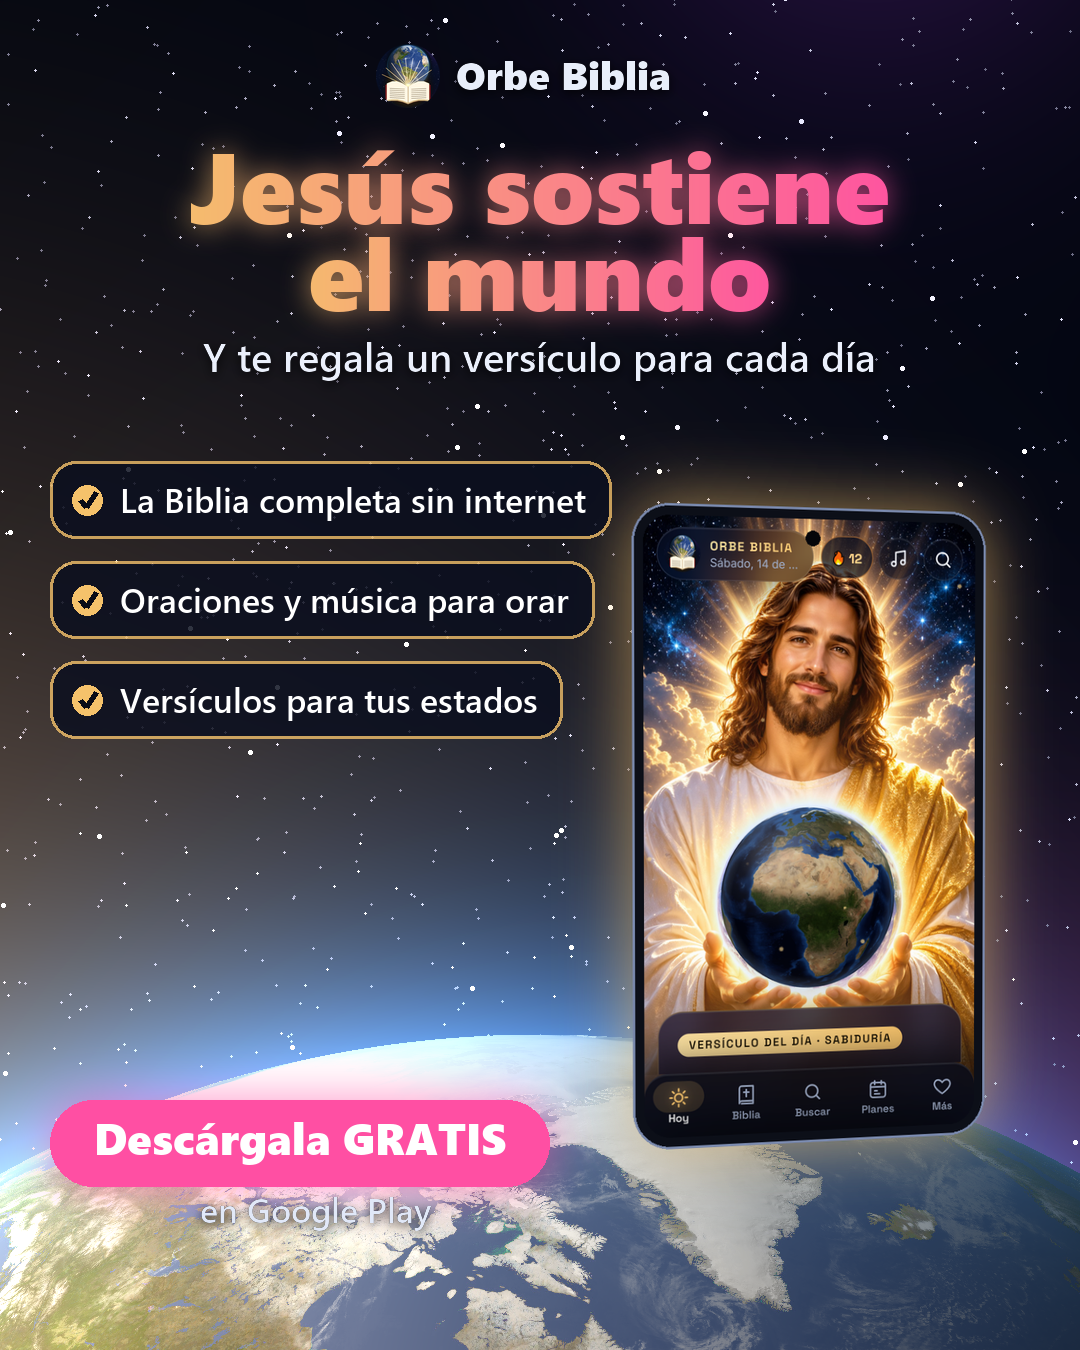 Orbe Biblia
Jesús sostiene
el mundo
Y te regala un versículo para cada día
La Biblia completa sin internet
Oraciones y música para orar
Versículos para tus estados
ORBE BIBLIA
Sábado, 14 de ...
12
VERSÍCULO DEL DÍA · SABIDURÍA
Hoy
Biblia
Buscar
Planes
Más
Descárgala GRATIS
en Google Play